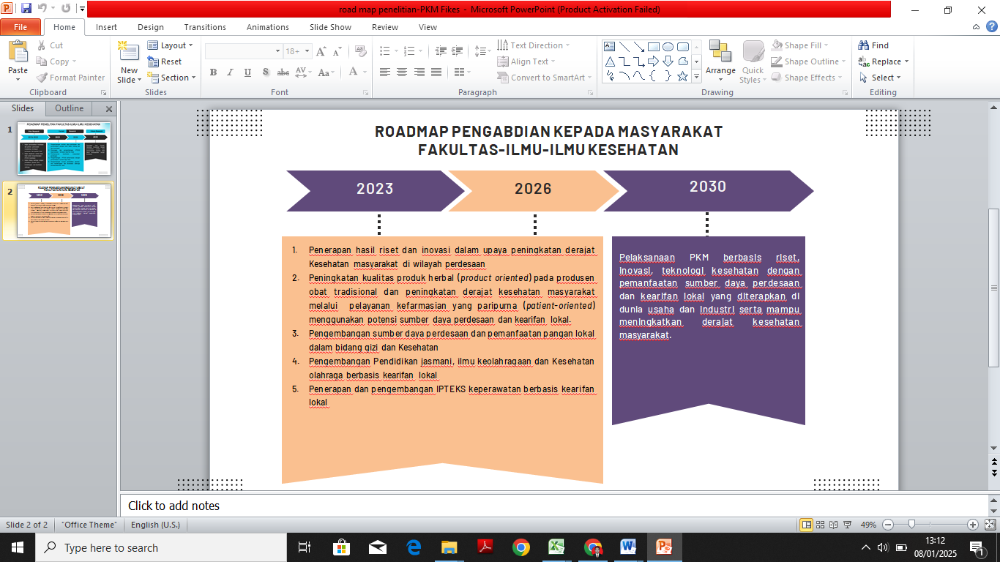 road map penelitian-PKM Fikes - Microsoft PowerPoint (Product Activation Failed)
File Home Insert Design Transitions Animations Slide Show Review View
Paste
Cut
Copy
Format Painter
Clipboard
New Slide
Layout
Reset
Section
Slides
18+
Font
Paragraph
Text Direction
Align Text
Convert to SmartArt
Arrange
Quick Styles
Shape Fill
Shape Outline
Shape Effects
Drawing
Find
Replace
Select
Editing
Slides Outline
1
ROADMAP PENELITIAN FAKULTAS-ILMU-ILMU KESEHATAN
2
ROADMAP PENGABDIAN KEPADA MASYARAKAT
FAKULTAS-ILMU-ILMU KESEHATAN
2023 2026 2030
1. Penerapan hasil riset dan inovasi dalam upaya peningkatan derajat
Kesehatan masyarakat di wilayah perdesaan
2. Peningkatan kualitas produk herbal (product oriented) pada produsen
obat tradisional dan peningkatan derajat kesehatan masyarakat
melalui pelayanan kefarmasian yang paripurna (patient-oriented)
menggunakan potensi sumber daya perdesaan dan kearifan lokal.
3. Pengembangan sumber daya perdesaan dan pemanfaatan pangan lokal
dalam bidang gizi dan Kesehatan
4. Pengembangan Pendidikan jasmani, ilmu keolahragaan dan Kesehatan
olahraga berbasis kearifan lokal
5. Penerapan dan pengembangan IPTEKS keperawatan berbasis kearifan
lokal
Pelaksanaan PKM berbasis riset,
inovasi, teknologi kesehatan dengan
pemanfaatan sumber daya perdesaan
dan kearifan lokal yang diterapkan di
dunia usaha dan industri serta mampu
meningkatkan derajat kesehatan
masyarakat.
Click to add notes
Slide 2 of 2 "Office Theme" English (U.S.) 49%
Type here to search
13:12
08/01/2025
1